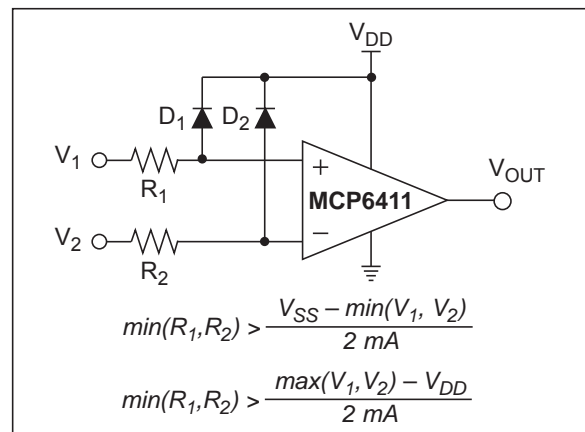 V_DD
D_1 D_2
V_1
R_1
+
MCP6411
V_OUT
V_2
–
R_2
min(R_1,R_2) > (V_SS – min(V_1, V_2)) / 2 mA
min(R_1,R_2) > (max(V_1,V_2) – V_DD) / 2 mA